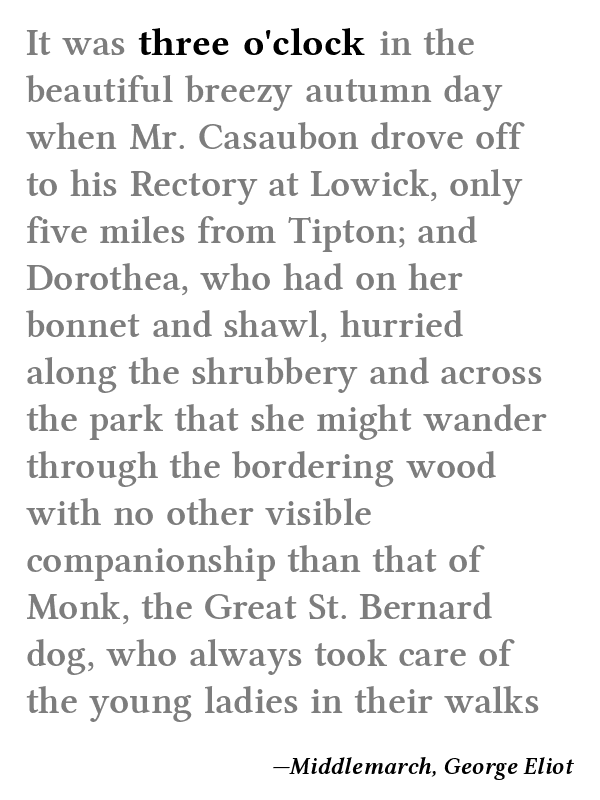 It was three o'clock in the
beautiful breezy autumn day
when Mr. Casaubon drove off
to his Rectory at Lowick, only
five miles from Tipton; and
Dorothea, who had on her
bonnet and shawl, hurried
along the shrubbery and across
the park that she might wander
through the bordering wood
with no other visible
companionship than that of
Monk, the Great St. Bernard
dog, who always took care of
the young ladies in their walks
—Middlemarch, George Eliot